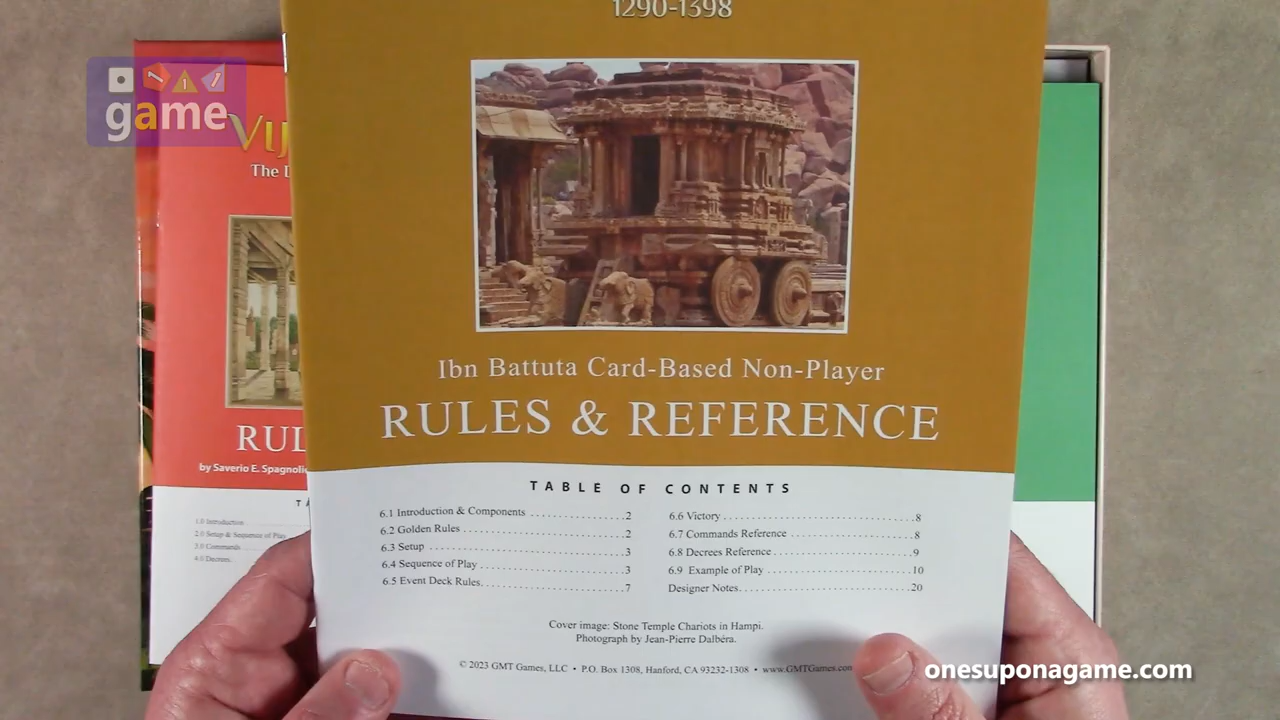 1290-1398
game
The
Ibn Battuta Card-Based Non-Player
RULES & REFERENCE
by Saverio E.
TABLE OF CONTENTS
6.1 Introduction & Components ........................ 2
6.2 Golden Rules ........................................ 2
6.3 Setup ................................................ 3
6.4 Sequence of Play .................................... 3
6.5 Event Deck Rules .................................... 7
6.6 Victory .............................................. 8
6.7 Commands Reference ................................ 8
6.8 Decrees Reference ................................... 9
6.9 Example of Play .................................... 10
Designer Notes ......................................... 20
1.0 Introduction
2.0 Setup & Sequence of Play
3.0 Commands
4.0 Decrees
Cover image: Stone Temple Chariots in Hampi.
Photograph by Jean-Pierre Dalbéra.
© 2023 GMT Games, LLC • P.O. Box 1308, Hanford, CA 93232-1308 •
onesuponagame.com